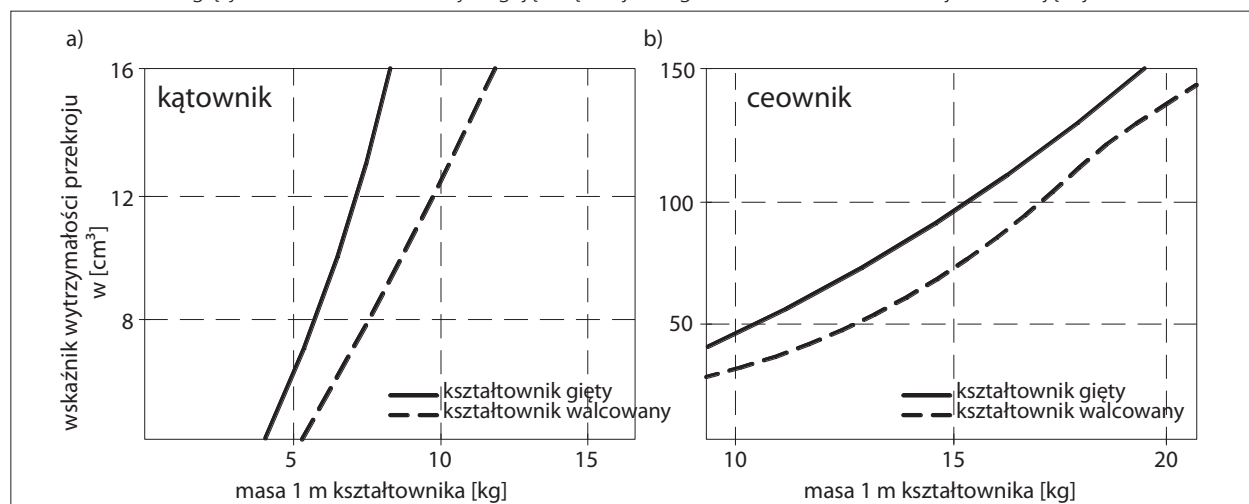 a)
kątownik
wskaźnik wytrzymałości przekroju
w [cm³]
16
12
8
kształtownik gięty
kształtownik walcowany
5
10
15
masa 1 m kształtownika [kg]
b)
ceownik
150
100
50
kształtownik gięty
kształtownik walcowany
10
15
20
masa 1 m kształtownika [kg]